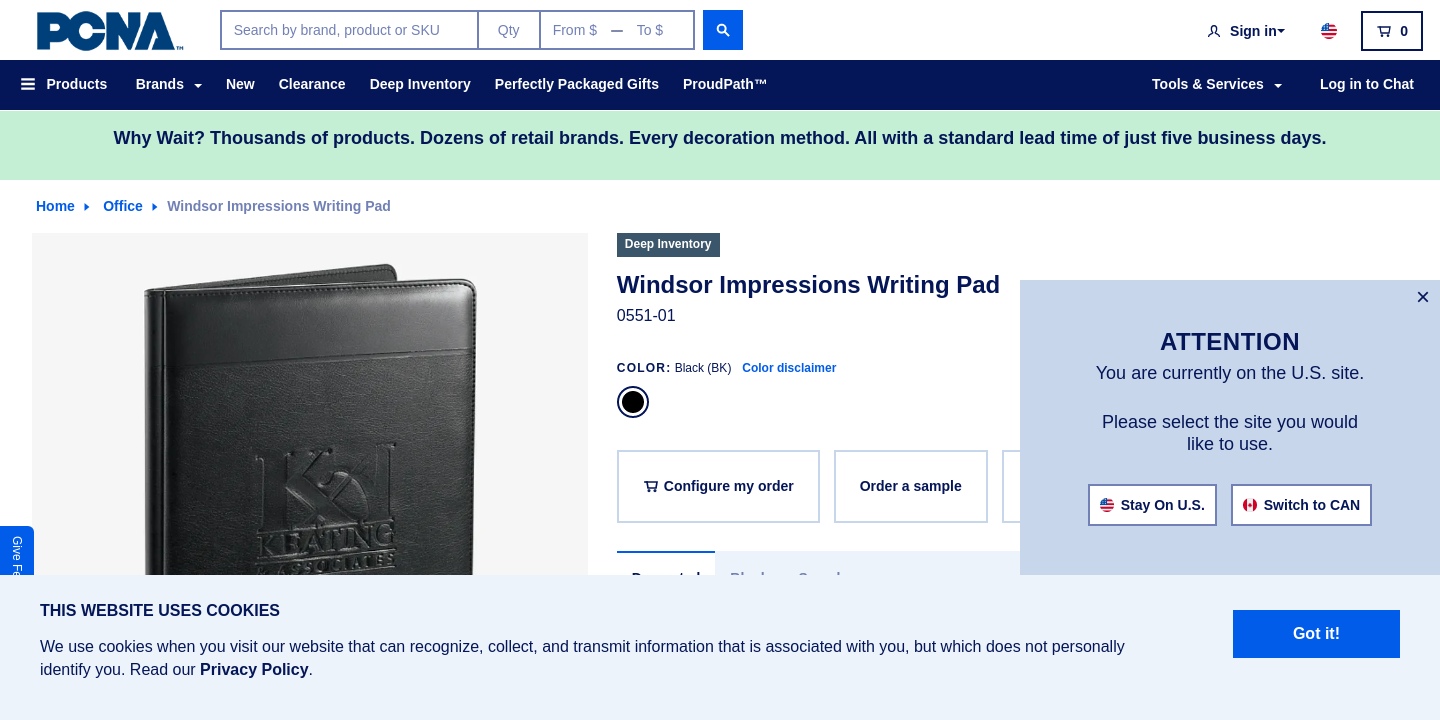 PCNA™
Search by brand, product or SKU
Qty
From $ — To $
Sign in
0
Products
Brands
New
Clearance
Deep Inventory
Perfectly Packaged Gifts
ProudPath™
Tools & Services
Log in to Chat
Why Wait? Thousands of products. Dozens of retail brands. Every decoration method. All with a standard lead time of just five business days.
Home
Office
Windsor Impressions Writing Pad
Deep Inventory
Windsor Impressions Writing Pad
0551-01
COLOR: Black (BK) Color disclaimer
Configure my order
Order a sample
×
ATTENTION
You are currently on the U.S. site.
Please select the site you would
like to use.
Stay On U.S.
Switch to CAN
KEATING
& ASSOCIATES
Give
THIS WEBSITE USES COOKIES
We use cookies when you visit our website that can recognize, collect, and transmit information that is associated with you, but which does not personally
identify you. Read our Privacy Policy.
Got it!